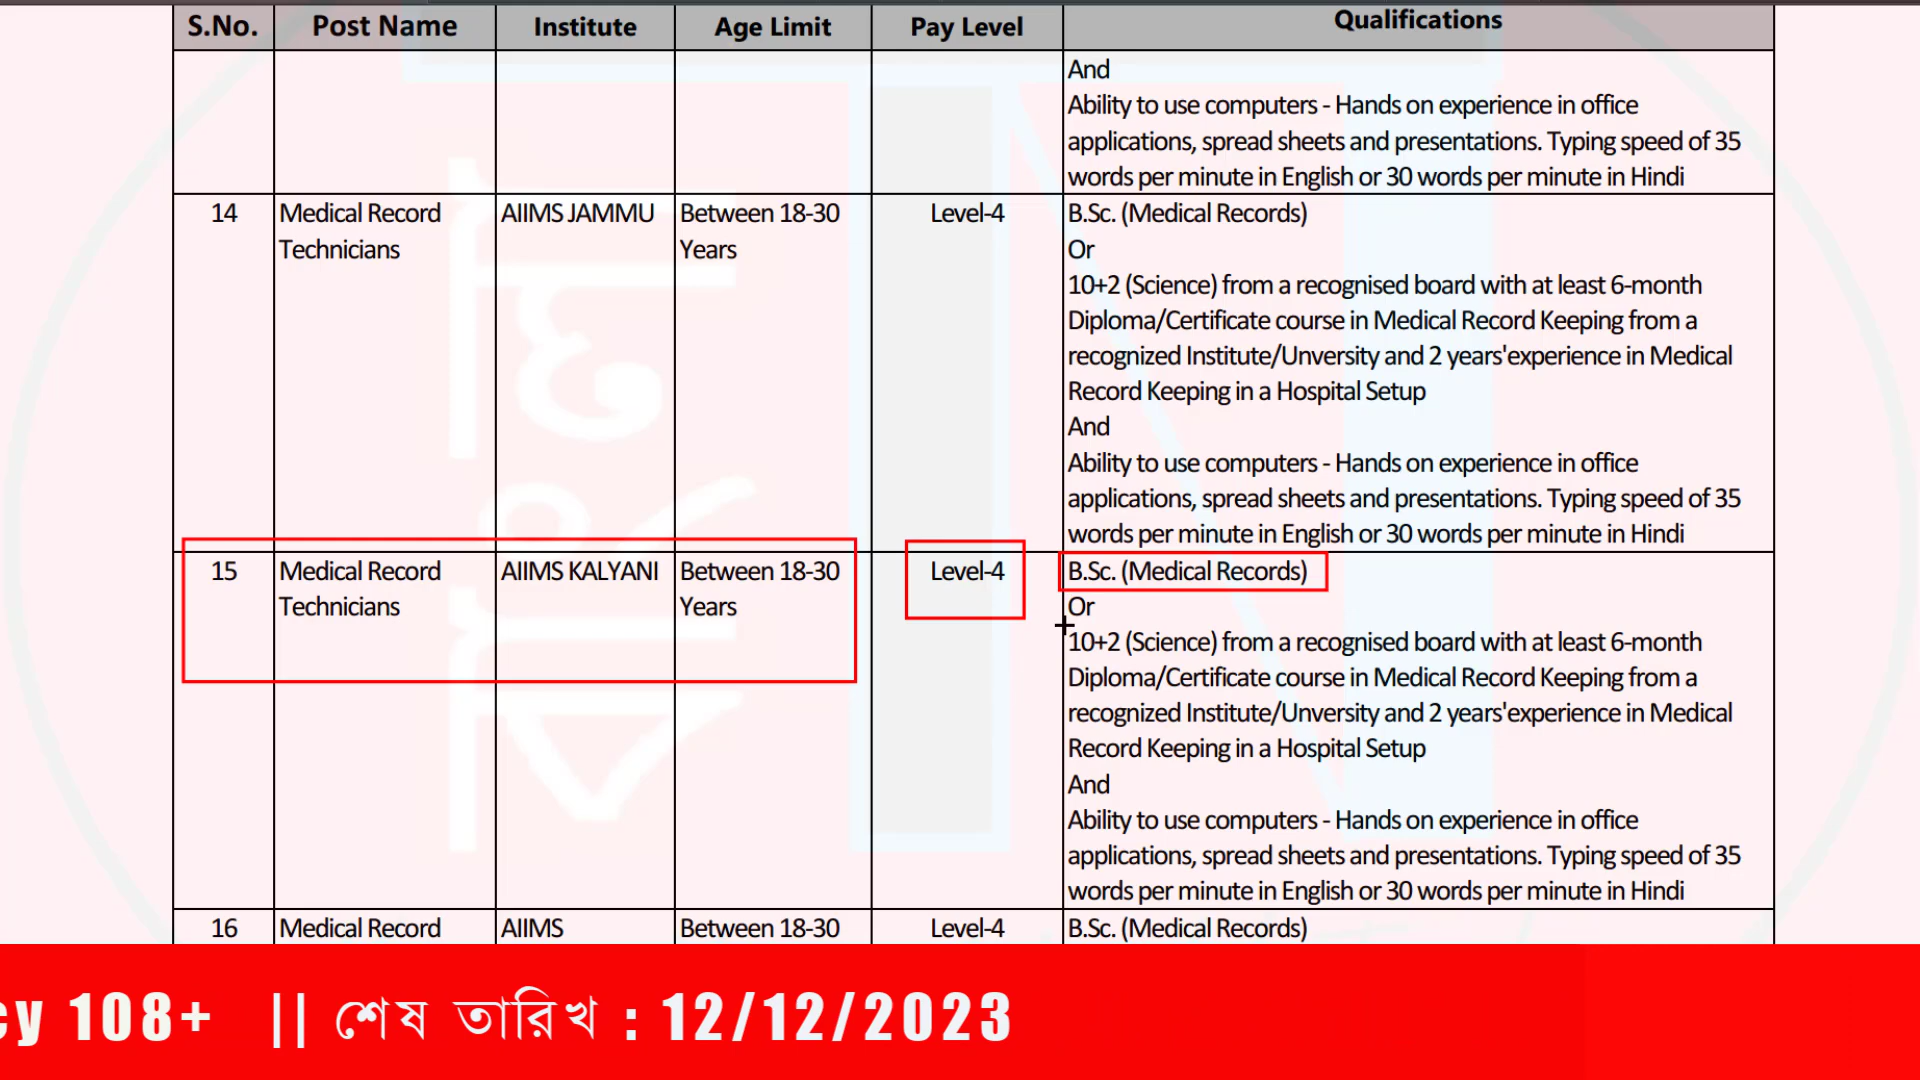 S.No. Post Name Institute Age Limit Pay Level Qualifications
And
Ability to use computers - Hands on experience in office
applications, spread sheets and presentations. Typing speed of 35
words per minute in English or 30 words per minute in Hindi
14 Medical Record AIIMS JAMMU Between 18-30 Level-4 B.Sc. (Medical Records)
Technicians Years Or
10+2 (Science) from a recognised board with at least 6-month
Diploma/Certificate course in Medical Record Keeping from a
recognized Institute/Unversity and 2 years'experience in Medical
Record Keeping in a Hospital Setup
And
Ability to use computers - Hands on experience in office
applications, spread sheets and presentations. Typing speed of 35
words per minute in English or 30 words per minute in Hindi
15 Medical Record AIIMS KALYANI Between 18-30 Level-4 B.Sc. (Medical Records)
Technicians Years Or
10+2 (Science) from a recognised board with at least 6-month
Diploma/Certificate course in Medical Record Keeping from a
recognized Institute/Unversity and 2 years'experience in Medical
Record Keeping in a Hospital Setup
And
Ability to use computers - Hands on experience in office
applications, spread sheets and presentations. Typing speed of 35
words per minute in English or 30 words per minute in Hindi
16 Medical Record AIIMS Between 18-30 Level-4 B.Sc. (Medical Records)
cy 108+ || শেষ তারিখ : 12/12/2023